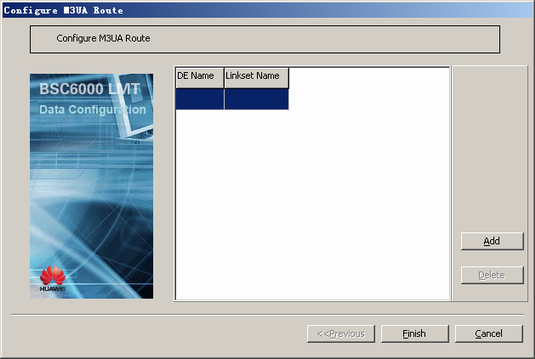 Configure M3UA Route
Configure M3UA Route
BSC6000 LMT
Data Configuration
HUAWEI
DE Name Linkset Name
Add
Delete
<<Previous Finish Cancel